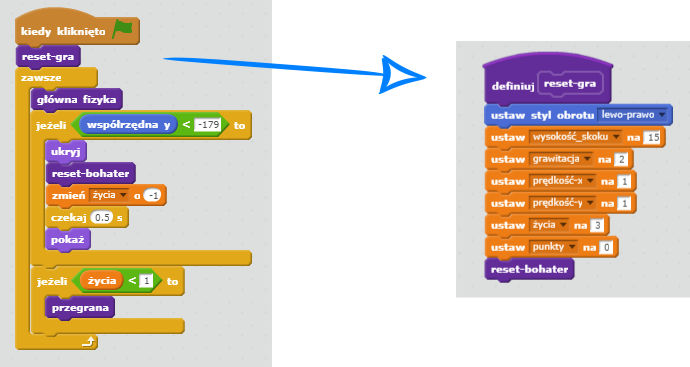 kiedy kliknięto
reset-gra
zawsze
główna fizyka
jeżeli współrzędna y < -179 to
ukryj
reset-bohater
zmień życia o -1
czekaj 0.5 s
pokaż
jeżeli życia < 1 to
przegrana
definiuj reset-gra
ustaw styl obrotu lewo-prawo
ustaw wysokość_skoku na 15
ustaw grawitacja na 2
ustaw prędkość-x na 1
ustaw prędkość-y na 1
ustaw życia na 3
ustaw punkty na 0
reset-bohater